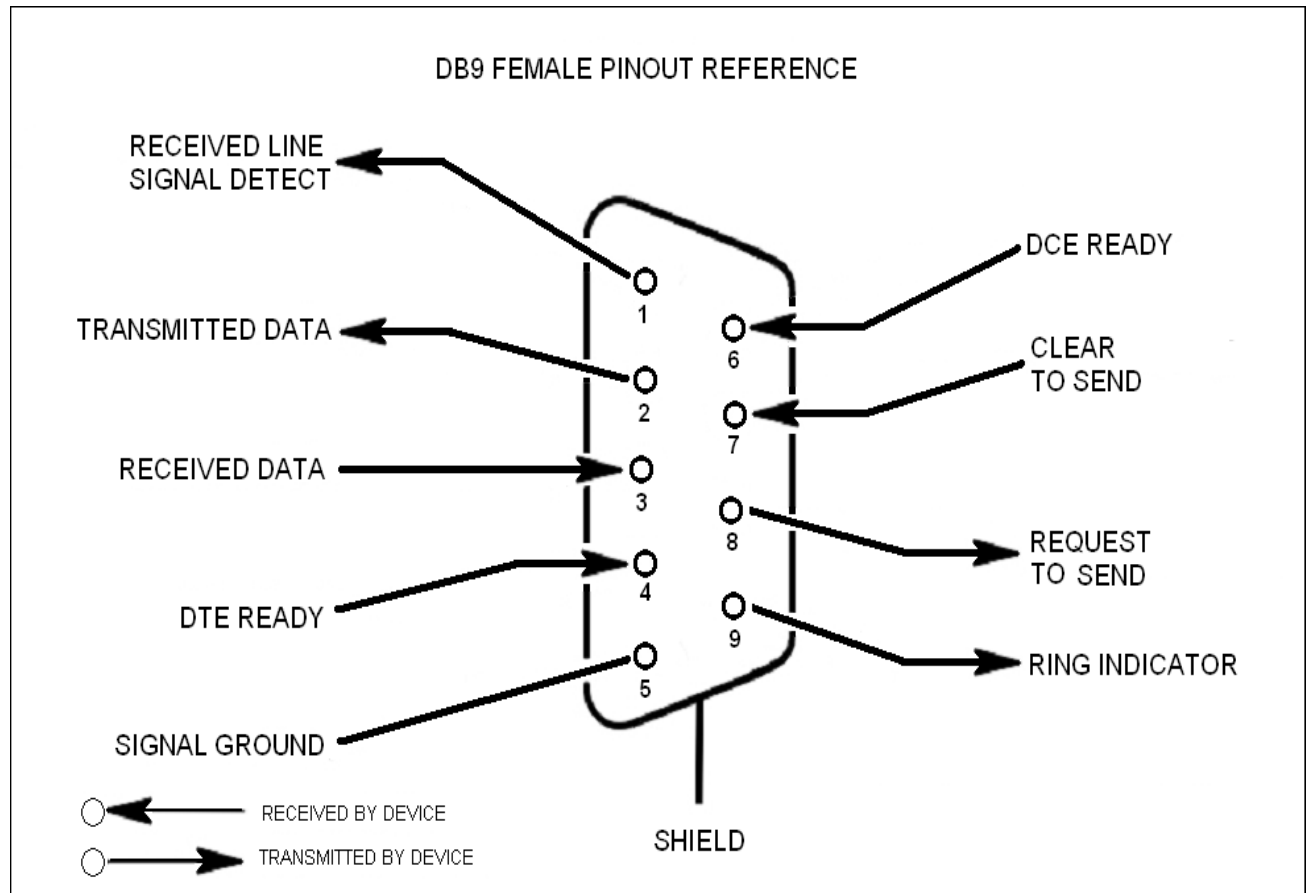 DB9 FEMALE PINOUT REFERENCE
RECEIVED LINE
SIGNAL DETECT
TRANSMITTED DATA
RECEIVED DATA
DTE READY
SIGNAL GROUND
1
2
3
4
5
6
7
8
9
DCE READY
CLEAR
TO SEND
REQUEST
TO SEND
RING INDICATOR
SHIELD
RECEIVED BY DEVICE
TRANSMITTED BY DEVICE